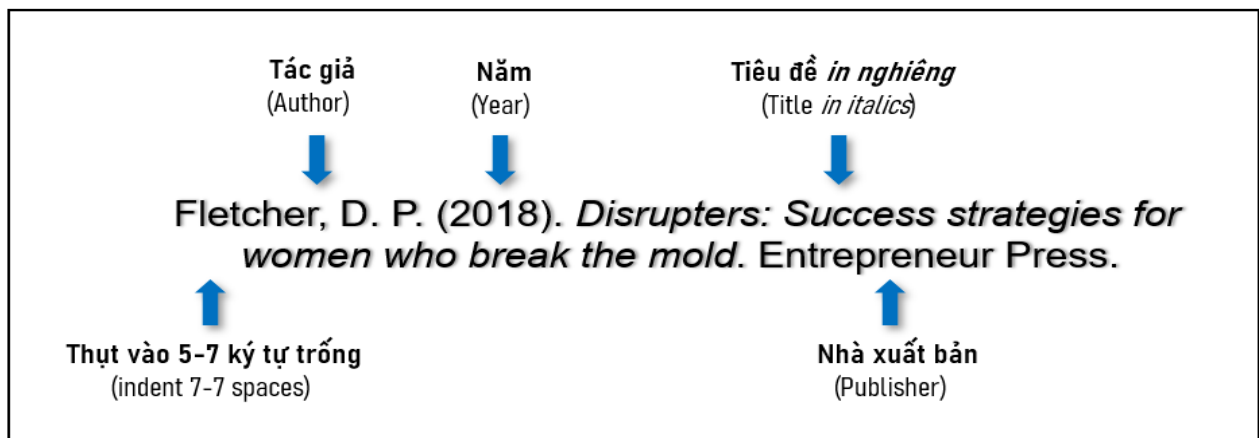 Tác giả
(Author)
Năm
(Year)
Tiêu đề in nghiêng
(Title in italics)
Fletcher, D. P. (2018). Disrupters: Success strategies for
women who break the mold. Entrepreneur Press.
Thụt vào 5-7 ký tự trống
(indent 7-7 spaces)
Nhà xuất bản
(Publisher)